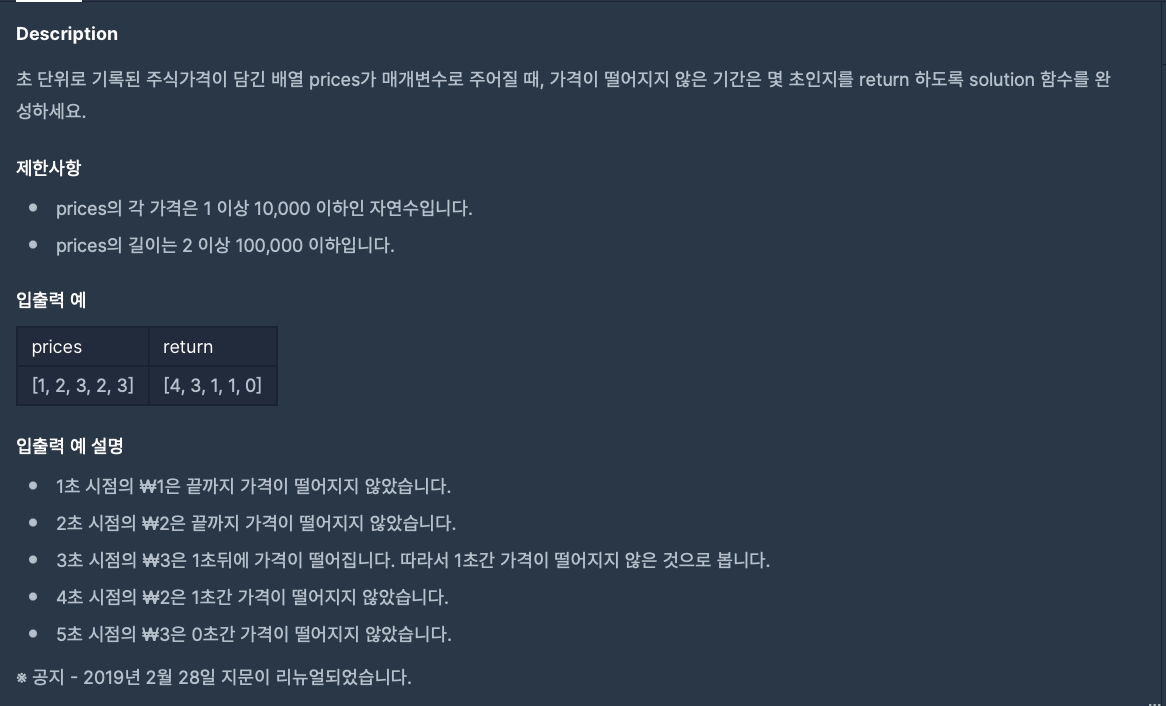 Description
초 단위로 기록된 주식가격이 담긴 배열 prices가 매개변수로 주어질 때, 가격이 떨어지지 않은 기간은 몇 초인지를 return 하도록 solution 함수를 완
성하세요.
제한사항
• prices의 각 가격은 1 이상 10,000 이하인 자연수입니다.
• prices의 길이는 2 이상 100,000 이하입니다.
입출력 예
prices return
[1, 2, 3, 2, 3] [4, 3, 1, 1, 0]
입출력 예 설명
• 1초 시점의 ₩1은 끝까지 가격이 떨어지지 않았습니다.
• 2초 시점의 ₩2은 끝까지 가격이 떨어지지 않았습니다.
• 3초 시점의 ₩3은 1초뒤에 가격이 떨어집니다. 따라서 1초간 가격이 떨어지지 않은 것으로 봅니다.
• 4초 시점의 ₩2은 1초간 가격이 떨어지지 않았습니다.
• 5초 시점의 ₩3은 0초간 가격이 떨어지지 않았습니다.
※ 공지 - 2019년 2월 28일 지문이 리뉴얼되었습니다.